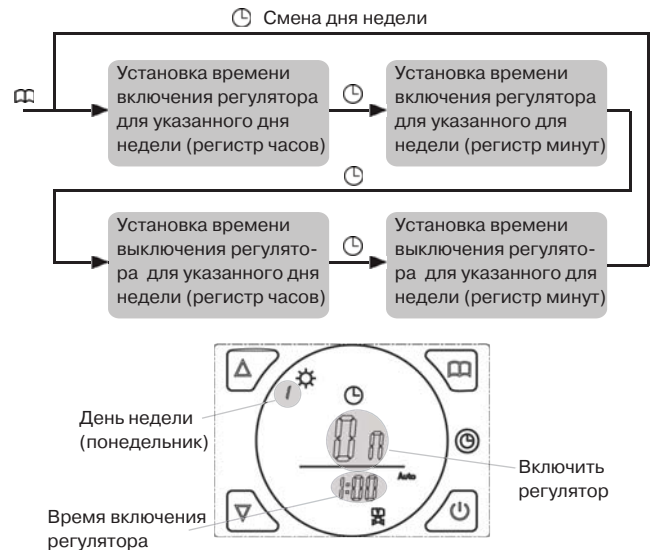 Смена дня недели
Установка времени
включения регулятора
для указанного дня
недели (регистр часов)
Установка времени
включения регулятора
для указанного для
недели (регистр минут)
Установка времени
выключения регулято-
ра для указанного дня
недели (регистр часов)
Установка времени
выключения регулято-
ра для указанного для
недели (регистр минут)
1
0n
Auto
1:00
День недели
(понедельник)
Включить
регулятор
Время включения
регулятора